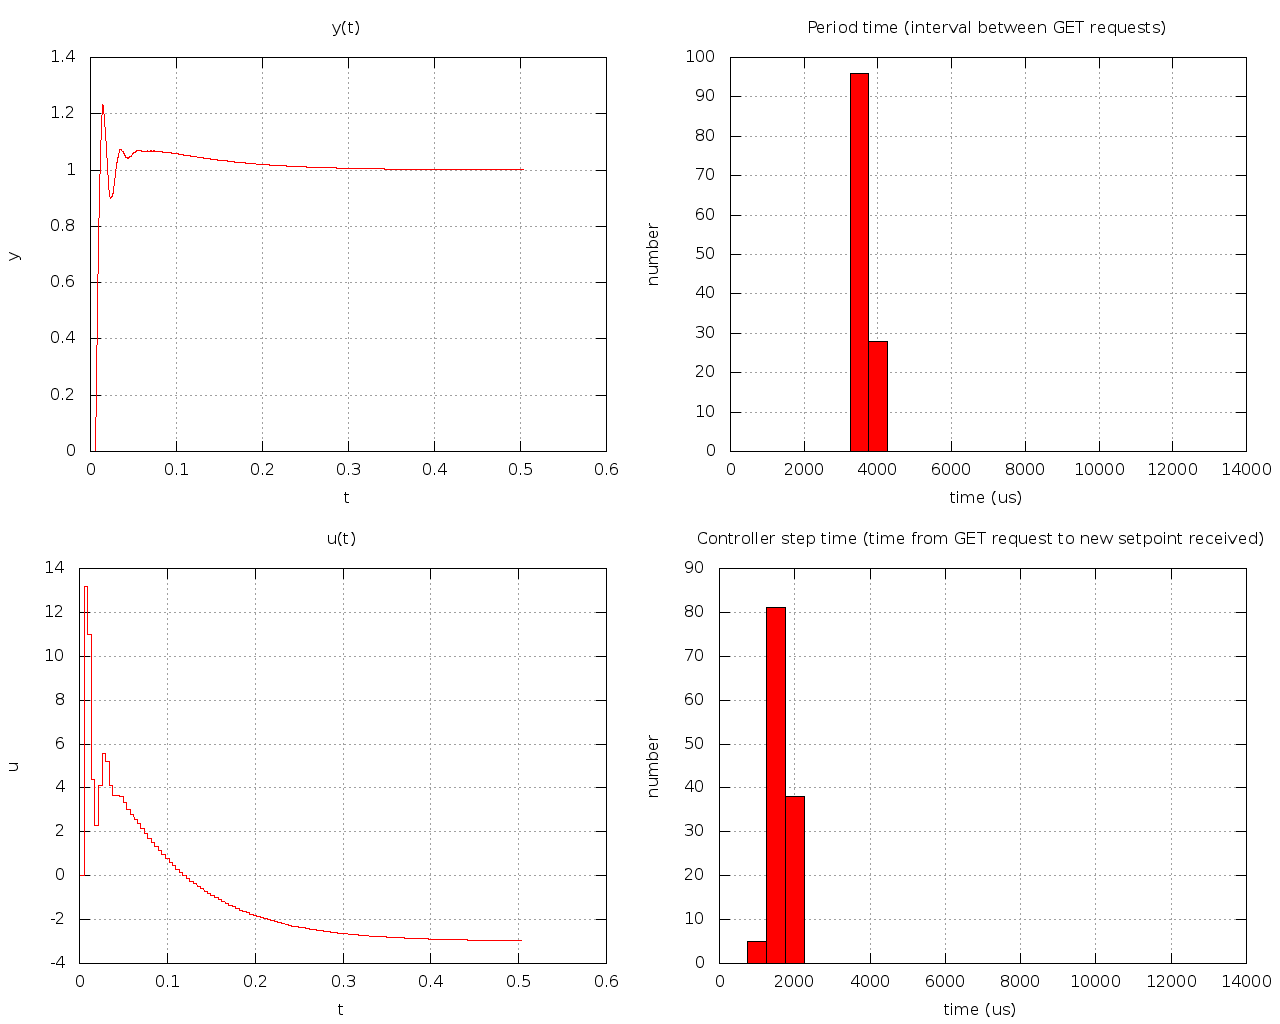 y(t)
1.4
1.2
1
0.8
0.6
0.4
0.2
0
y
0 0.1 0.2 0.3 0.4 0.5 0.6
t
Period time (interval between GET requests)
100
90
80
70
60
50
40
30
20
10
0
number
0 2000 4000 6000 8000 10000 12000 14000
time (us)
u(t)
14
12
10
8
6
4
2
0
-2
-4
u
0 0.1 0.2 0.3 0.4 0.5 0.6
t
Controller step time (time from GET request to new setpoint received)
90
80
70
60
50
40
30
20
10
0
number
0 2000 4000 6000 8000 10000 12000 14000
time (us)